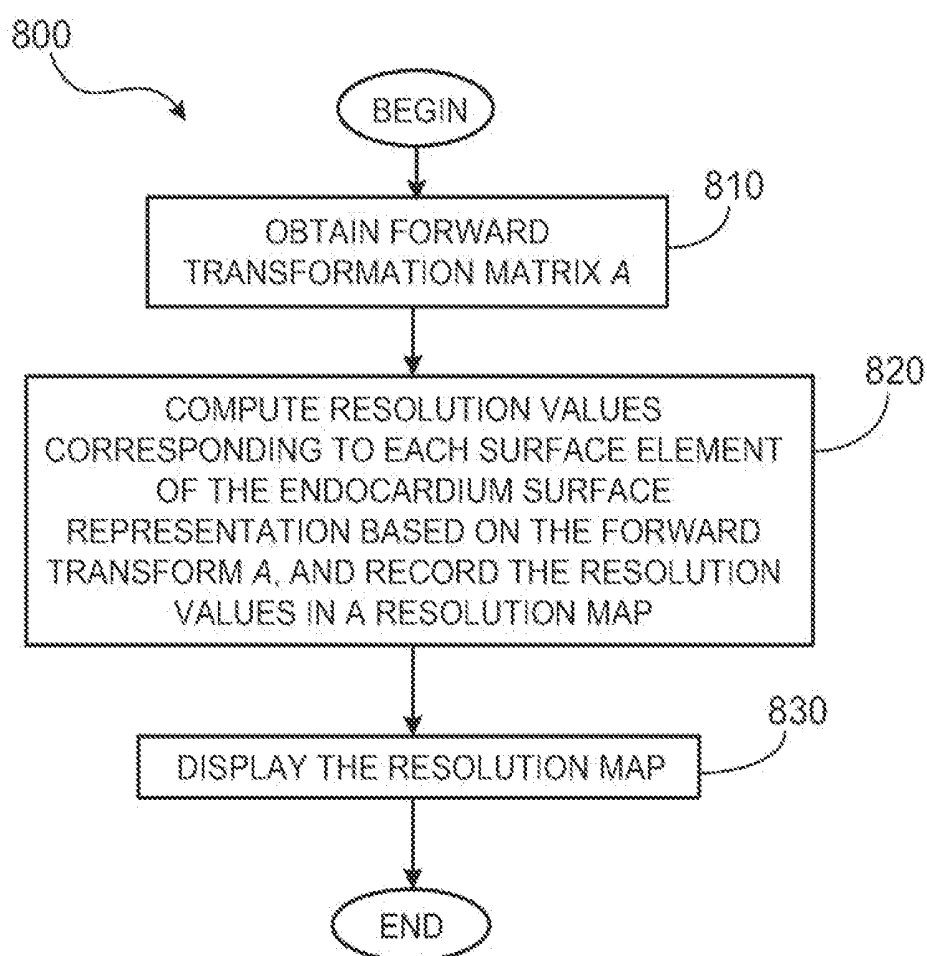 800
BEGIN
810
OBTAIN FORWARD
TRANSFORMATION MATRIX A
820
COMPUTE RESOLUTION VALUES
CORRESPONDING TO EACH SURFACE ELEMENT
OF THE ENDOCARDIUM SURFACE
REPRESENTATION BASED ON THE FORWARD
TRANSFORM A, AND RECORD THE RESOLUTION
VALUES IN A RESOLUTION MAP
830
DISPLAY THE RESOLUTION MAP
END